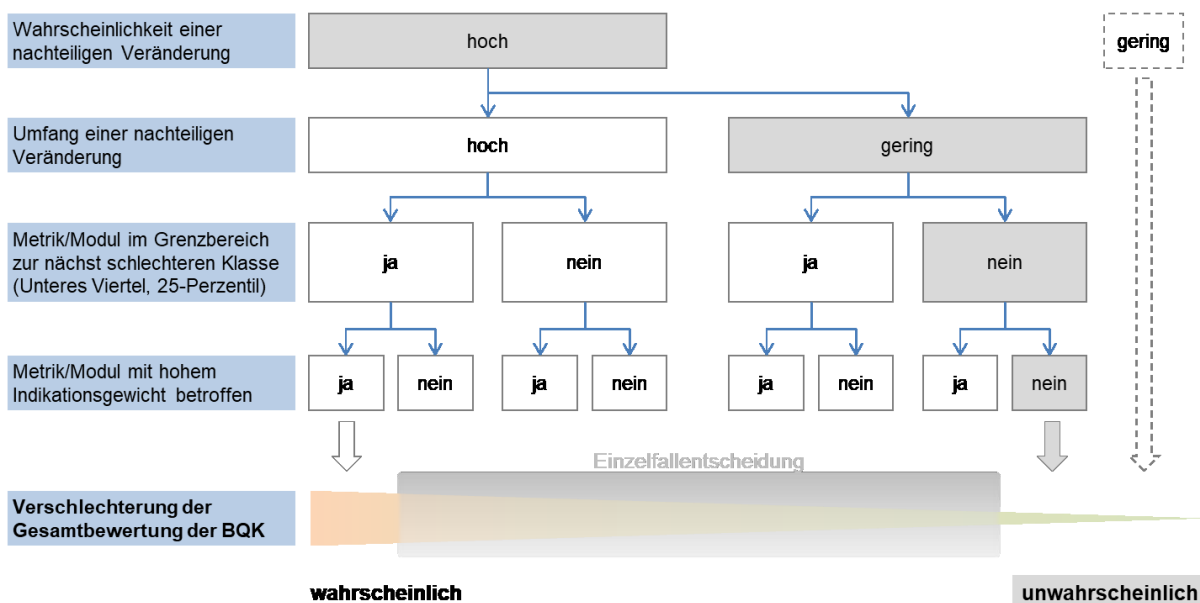 Wahrscheinlichkeit einer
nachteiligen Veränderung
hoch
gering
Umfang einer nachteiligen
Veränderung
hoch
gering
Metrik/Modul im Grenzbereich
zur nächst schlechteren Klasse
(Unteres Viertel, 25-Perzentil)
ja
nein
ja
nein
Metrik/Modul mit hohem
Indikationsgewicht betroffen
ja
nein
ja
nein
ja
nein
ja
nein
Einzelfallentscheidung
Verschlechterung der
Gesamtbewertung der BQK
wahrscheinlich
unwahrscheinlich